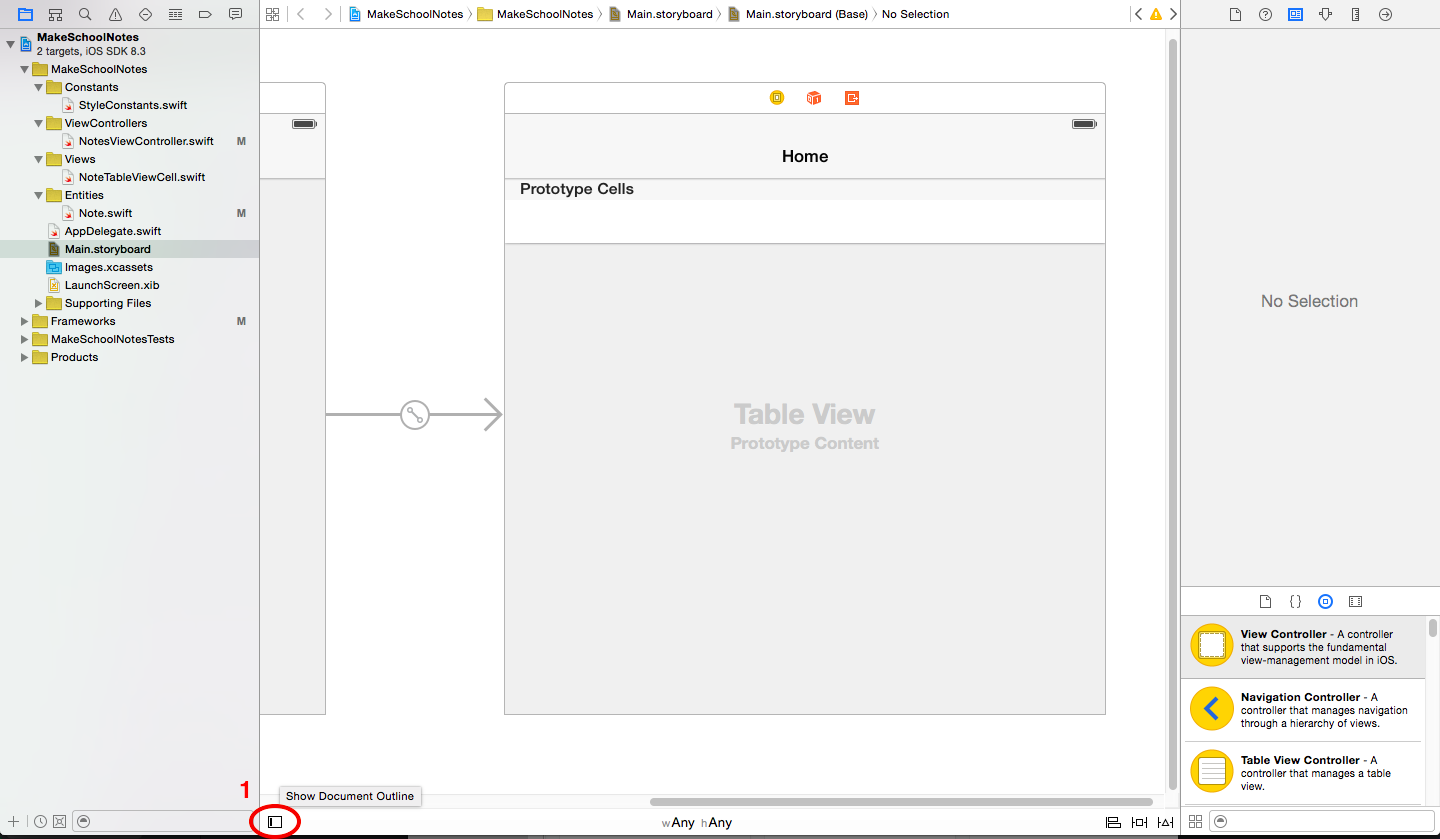 MakeSchoolNotes
2 targets, iOS SDK 8.3
MakeSchoolNotes
Constants
StyleConstants.swift
ViewControllers
NotesViewController.swift M
Views
NoteTableViewCell.swift
Entities
Note.swift M
AppDelegate.swift
Main.storyboard
Images.xcassets
LaunchScreen.xib
Supporting Files
Frameworks M
MakeSchoolNotesTests
Products
1
MakeSchoolNotes MakeSchoolNotes Main.storyboard Main.storyboard (Base) No Selection
Home
Prototype Cells
Table View
Prototype Content
Show Document Outline
wAny hAny
No Selection
View Controller - A controller
that supports the fundamental
view-management model in iOS.
Navigation Controller - A
controller that manages navigation
through a hierarchy of views.
Table View Controller - A
controller that manages a table
view.